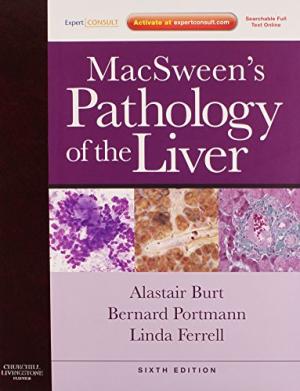 Expert CONSULT
Activate at expertconsult.com
Searchable Full
Text Online
MacSween's
Pathology
of the Liver
Alastair Burt
Bernard Portmann
Linda Ferrell
SIXTH EDITION
CHURCHILL
LIVINGSTONE
ELSEVIER